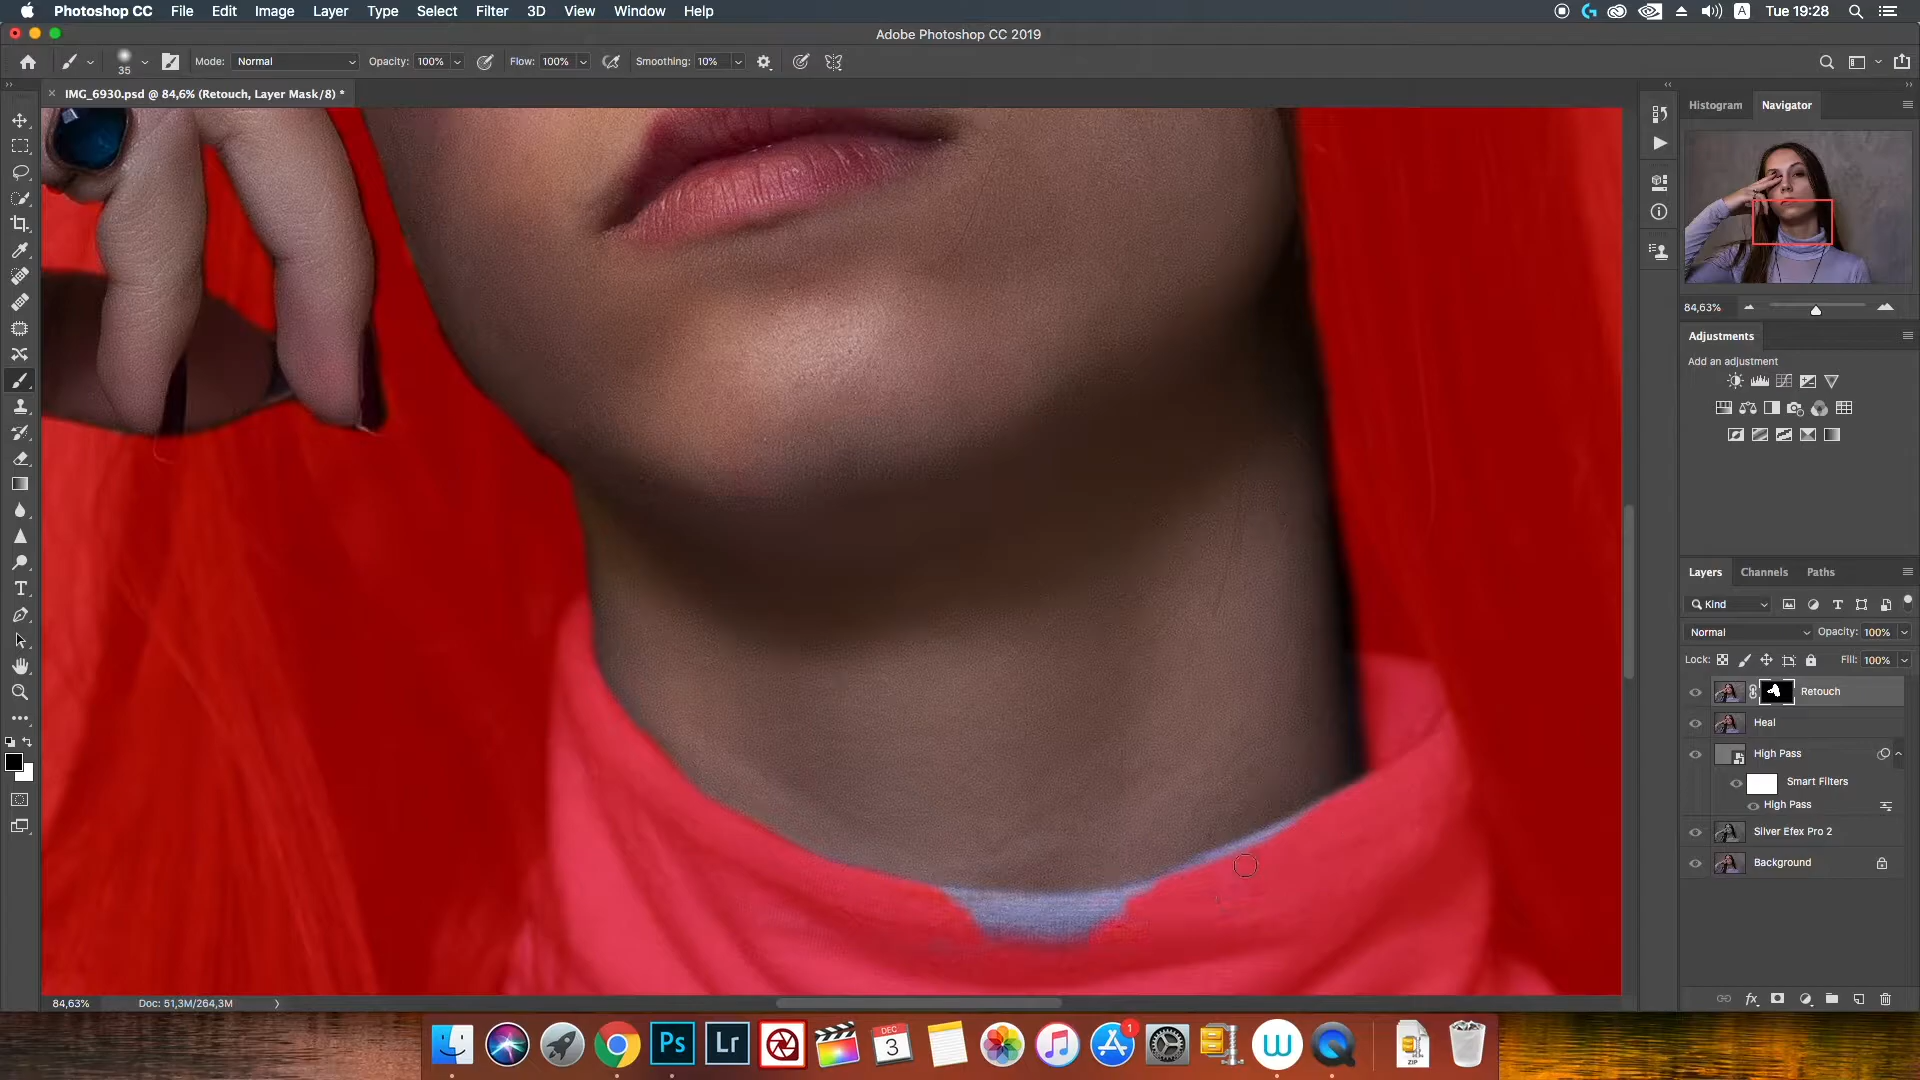 Photoshop CC File Edit Image Layer Type Select Filter 3D View Window Help A Tue 19:28
Adobe Photoshop CC 2019
35 Mode: Normal Opacity: 100% Flow: 100% Smoothing: 10%
IMG_6930.psd @ 84,6% (Retouch, Layer Mask/8) *
Histogram Navigator
84,63%
Adjustments
Add an adjustment
Layers Channels Paths
Kind
Normal Opacity: 100%
Lock: Fill: 100%
Retouch
Heal
High Pass
Smart Filters
High Pass
Silver Efex Pro 2
Background
84,63% Doc: 51,3M/264,3M
Ps Lr DEC 3 1 W ZIP